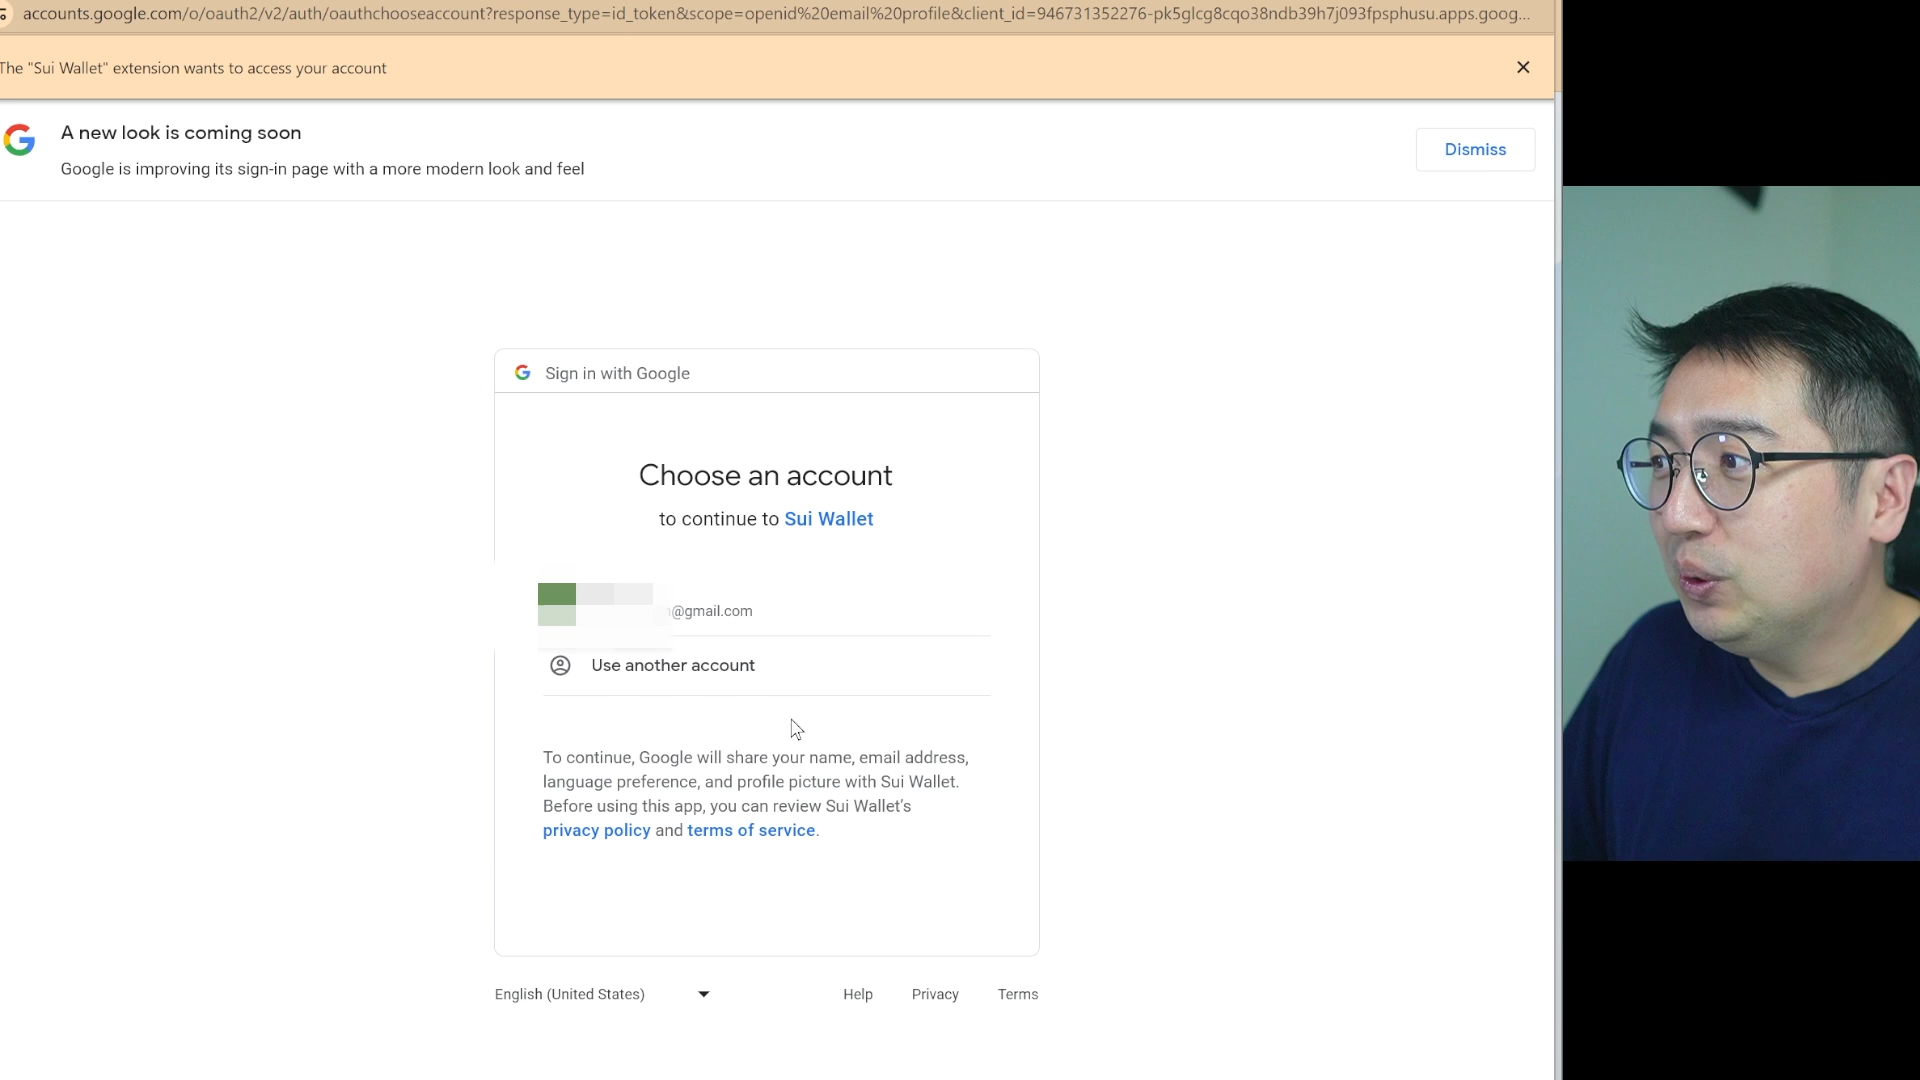 accounts.google.com/o/oauth2/v2/auth/oauthchooseaccount?response_type=id_token&scope=openid%20email%20profile&client_id=946731352276-pk5glcg8cqo38ndb39h7j093fpsphusu.apps.goog...
The "Sui Wallet" extension wants to access your account
A new look is coming soon
Google is improving its sign-in page with a more modern look and feel
Dismiss
Sign in with Google
Choose an account
to continue to Sui Wallet
@gmail.com
Use another account
To continue, Google will share your name, email address,
language preference, and profile picture with Sui Wallet.
Before using this app, you can review Sui Wallet's
privacy policy and terms of service.
English (United States)
Help Privacy Terms